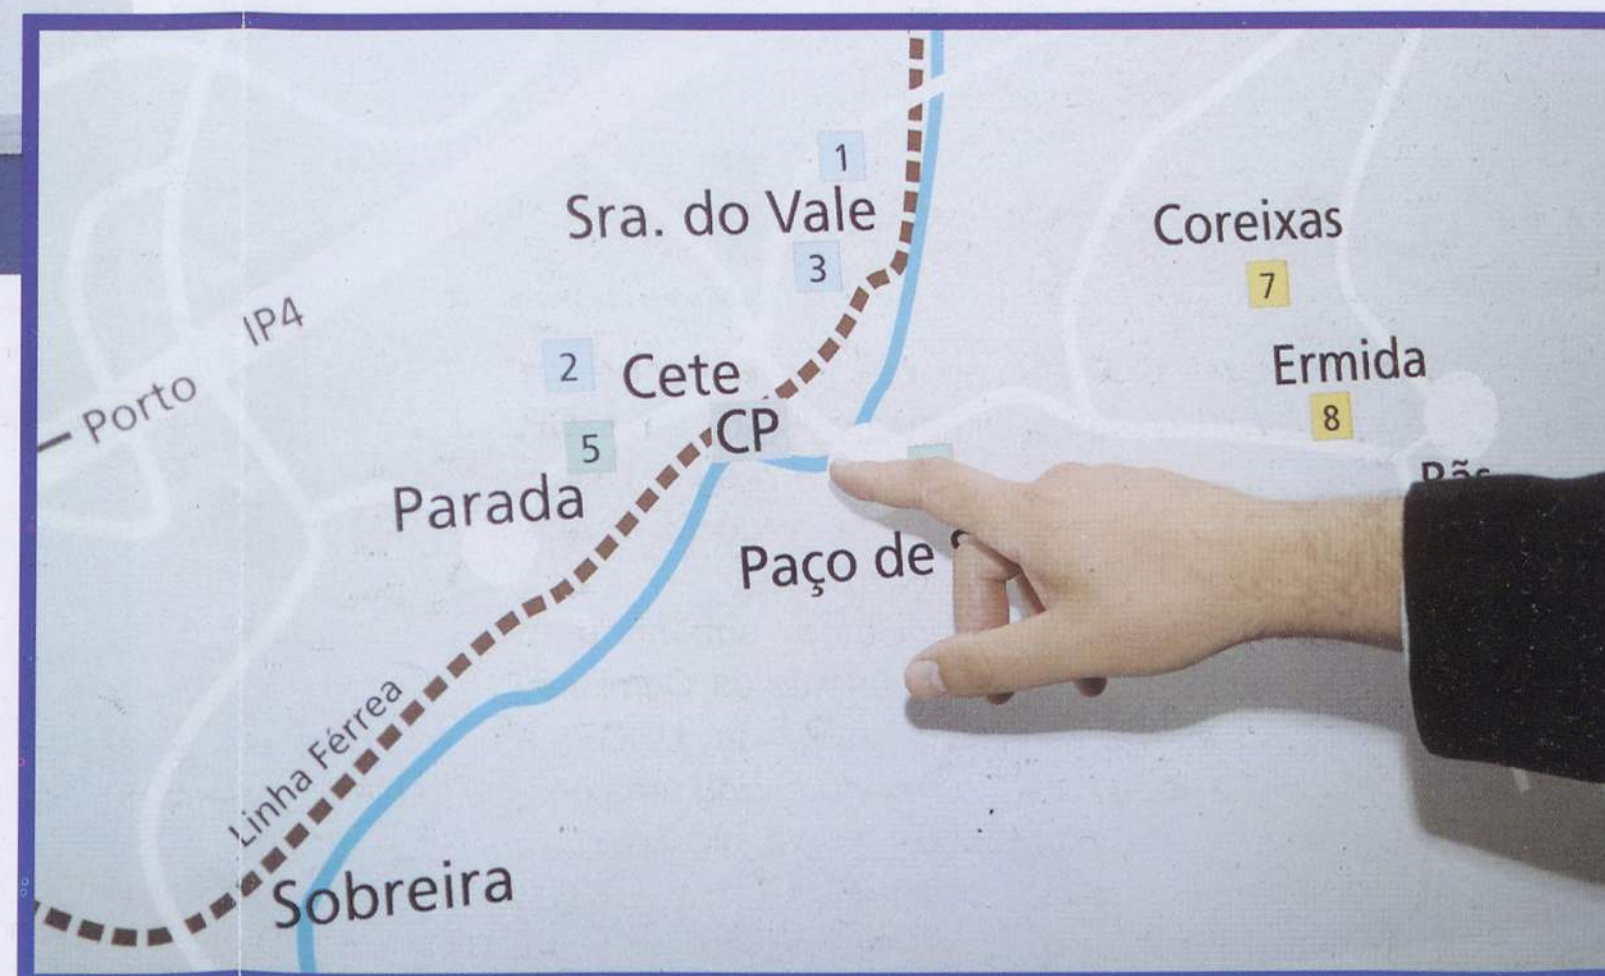 1
Sra. do Vale
3
Coreixas
7
IP4
Porto
2 Cete
Ermida
8
CP
5
Parada
Paço de
Linha Férrea
Sobreira